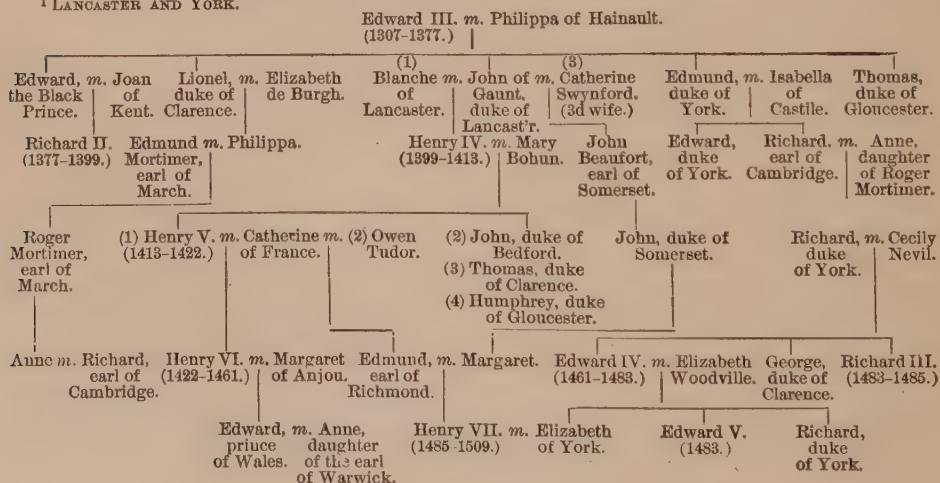 ¹ LANCASTER AND YORK.
Edward III. m. Philippa of Hainault.
(1307-1377.)
(1) (3)
Edward, m. Joan Lionel, m. Elizabeth Blanche m. John of m. Catherine Edmund, m. Isabella Thomas,
the Black of duke of de Burgh. of Gaunt, Swynford. duke of of duke of
Prince. Kent. Clarence. Lancaster. duke of (3d wife.) York. Castile. Gloucester.
Lancast'r.
Richard II. Edmund m. Philippa. Henry IV. m. Mary John Edward, Richard. m. Anne,
(1377-1399.) Mortimer, (1399-1413.) Bohun. Beaufort, duke earl of daughter
earl of earl of of York. Cambridge. of Roger
March. Somerset. Mortimer.
Roger (1) Henry V. m. Catherine m. (2) Owen (2) John, duke of John, duke of Richard, m. Cecily
Mortimer, (1413-1422.) of France. Tudor. Bedford. Somerset. duke Nevil.
earl of (3) Thomas, duke of York.
March. of Clarence.
(4) Humphrey, duke
of Gloucester.
Anne m. Richard, Henry VI. m. Margaret Edmund, m. Margaret. Edward IV. m. Elizabeth George, Richard III.
earl of (1422-1461.) of Anjou. earl of (1461-1483.) Woodville. duke of (1483-1485.)
Cambridge. Richmond. Clarence.
Edward, m. Anne, Henry VII. m. Elizabeth Edward V. Richard,
prince daughter (1485-1509.) of York. (1483.) duke
of Wales. of the earl of York.
of Warwick.